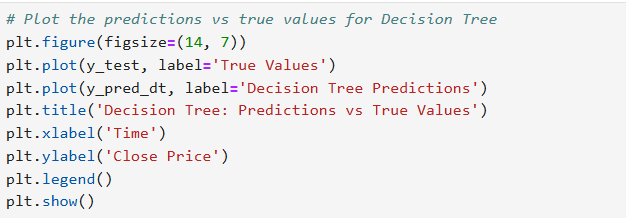 # Plot the predictions vs true values for Decision Tree
plt.figure(figsize=(14, 7))
plt.plot(y_test, label='True Values')
plt.plot(y_pred_dt, label='Decision Tree Predictions')
plt.title('Decision Tree: Predictions vs True Values')
plt.xlabel('Time')
plt.ylabel('Close Price')
plt.legend()
plt.show()